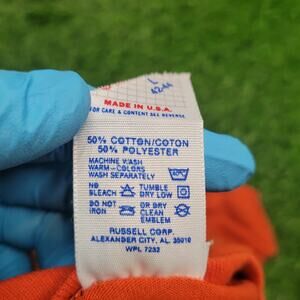 L
42-44
MADE IN U.S.A.
FOR CARE & CONTENT SEE REVERSE
50% COTTON/COTON
50% POLYESTER
MACHINE WASH
WARM-COLORS
WASH SEPARATELY
NO BLEACH TUMBLE DRY LOW
DO NOT IRON OR DRY CLEAN EMBLEM
RUSSELL CORP.
ALEXANDER CITY, AL. 35010
WPL 7232